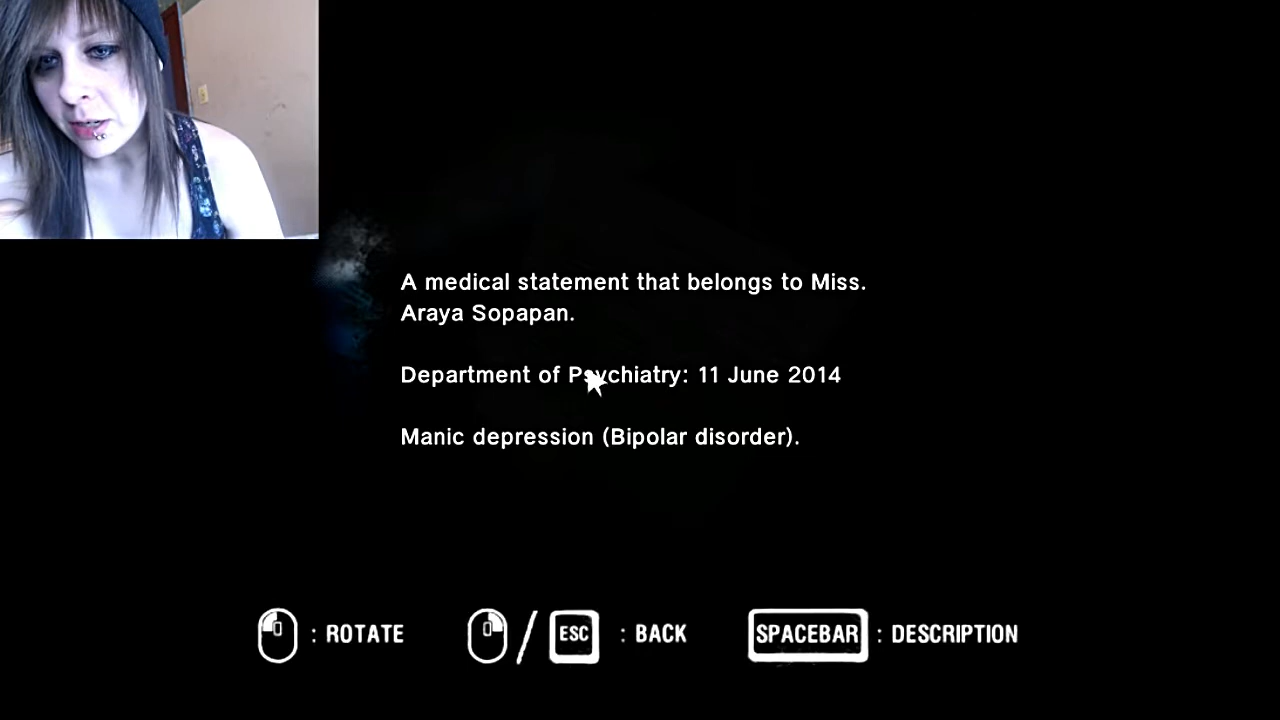 A medical statement that belongs to Miss.
Araya Sopapan.
Department of Psychiatry: 11 June 2014
Manic depression (Bipolar disorder).
: ROTATE / ESC : BACK SPACEBAR : DESCRIPTION